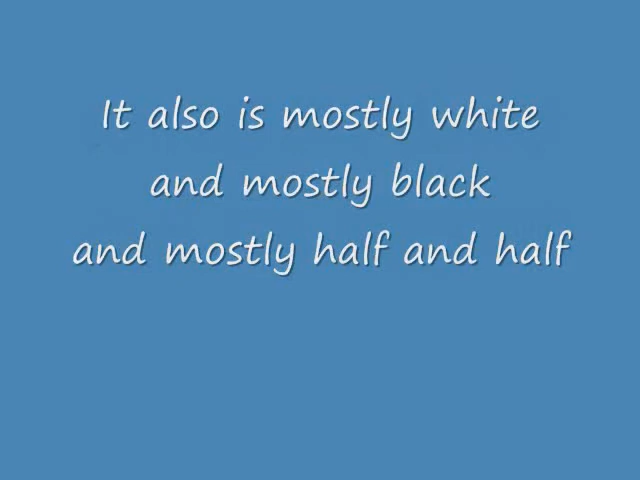 It also is mostly white
and mostly black
and mostly half and half